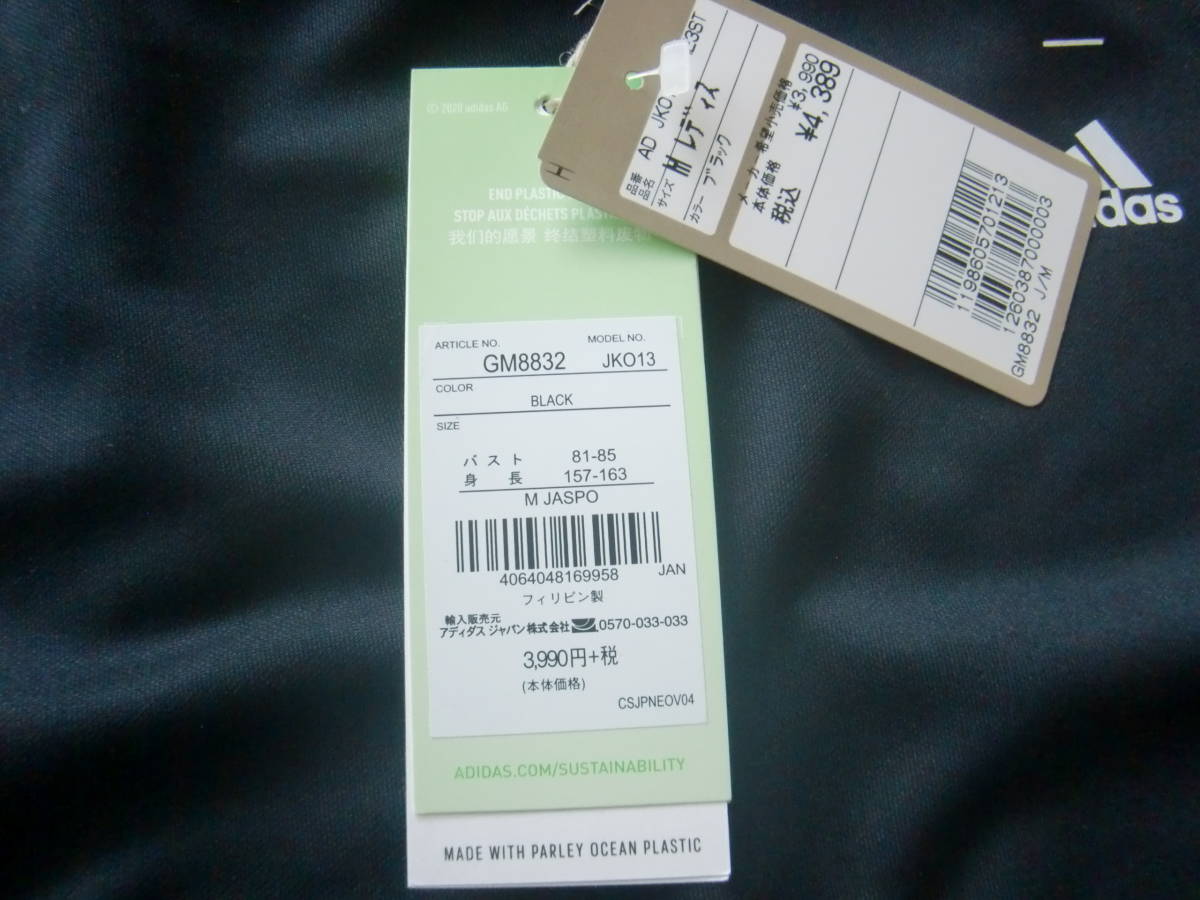 © 2020 adidas AG
END PLASTIC
STOP AUX DÉCHETS
我们的愿景 终结塑料废物
ARTICLE NO. MODEL NO.
GM8832 JKO13
COLOR
BLACK
SIZE
バスト 81-85
身長 157-163
M JASPO
4064048169958 JAN
フィリピン製
輸入販売元
アディダス ジャパン株式会社 0570-033-033
3,990円+税
(本体価格)
CSJPNEOV04
ADIDAS.COM/SUSTAINABILITY
MADE WITH PARLEY OCEAN PLASTIC
品番
品名 AD
サイズ M レディス
カラー ブラック
メーカー希望小売価格
本体価格 ¥3,990
税込 ¥4,389
1198605701213
1260387000003
GM8832 J/M